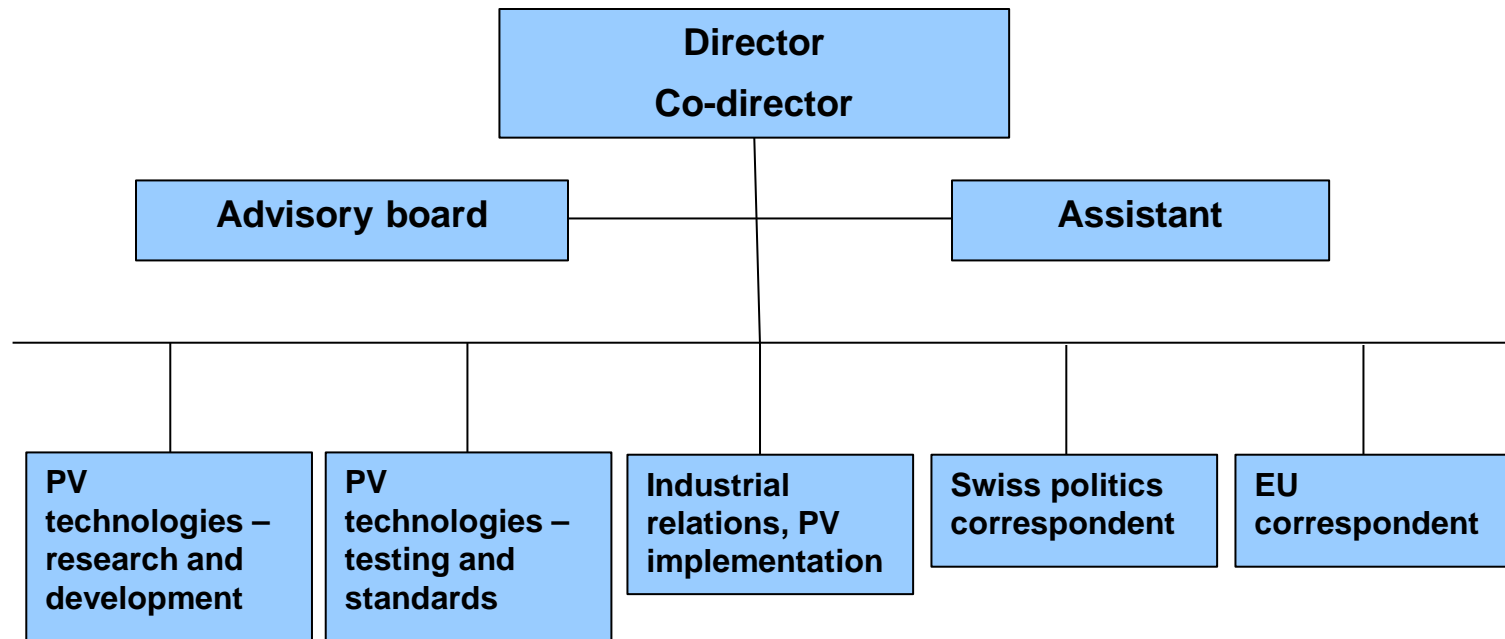 Director
Co-director
Advisory board
Assistant
PV
technologies –
research and
development
PV
technologies –
testing and
standards
Industrial
relations, PV
implementation
Swiss politics
correspondent
EU
correspondent